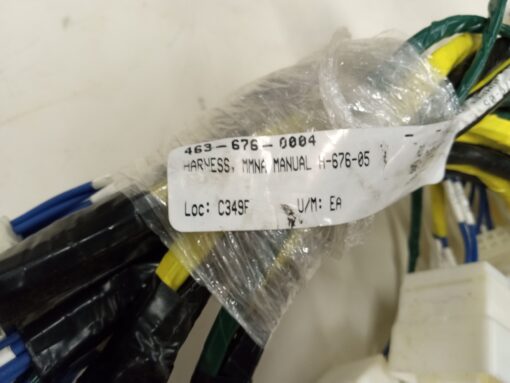 463-676-0004
HARNESS, MMNA MANUAL H-676-05
Loc: C349F U/M: EA